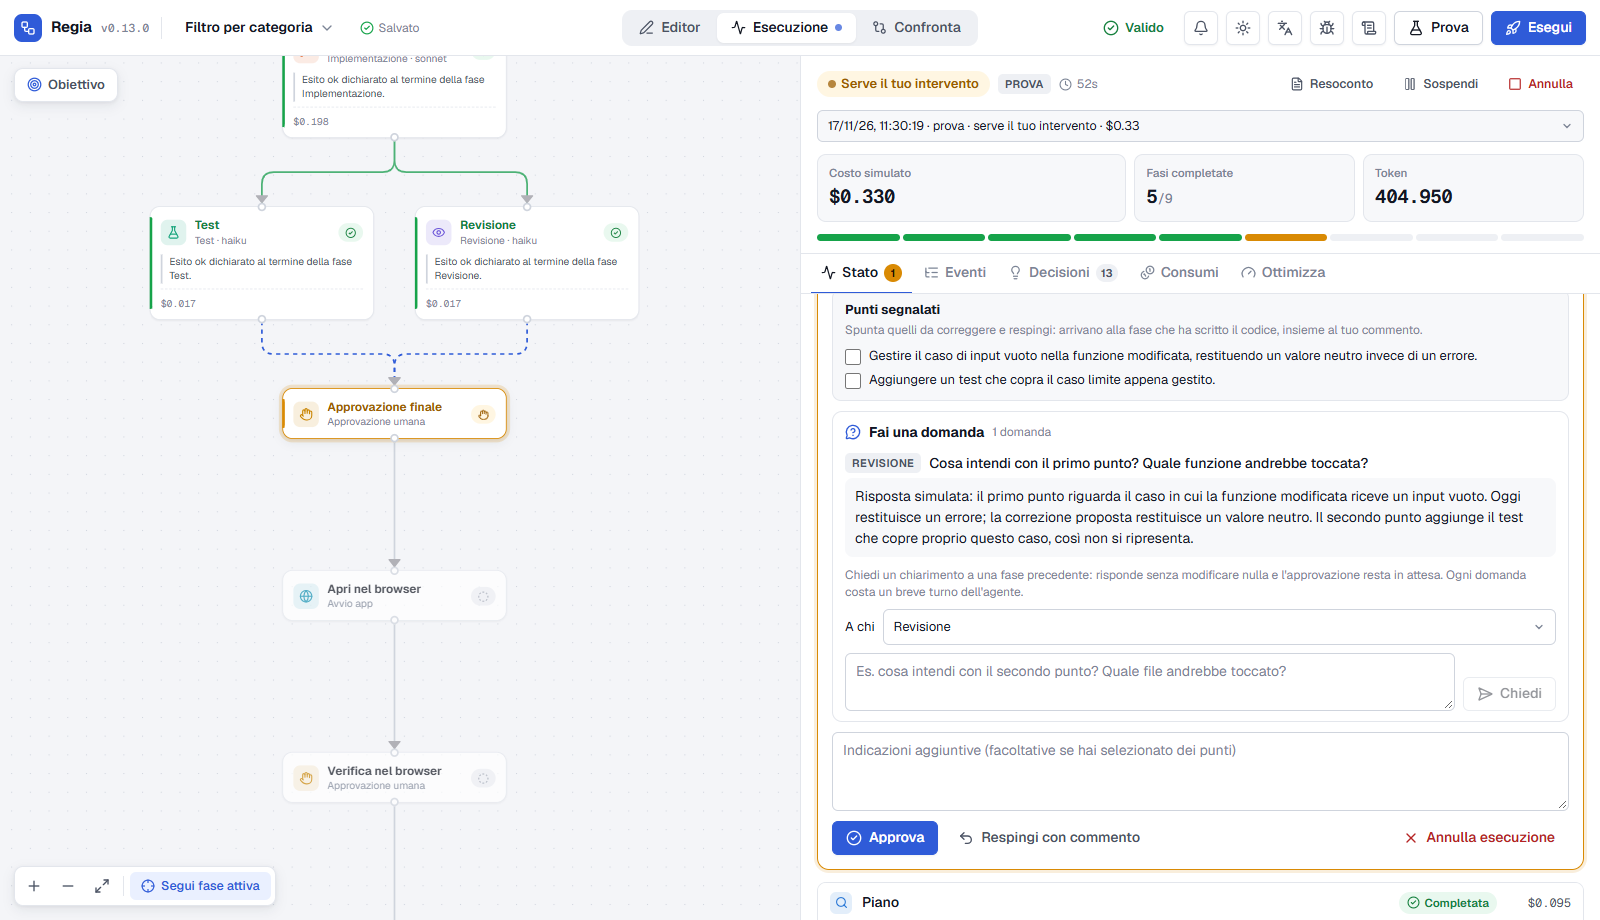 Regia v0.13.0
Filtro per categoria
Salvato
Editor
Esecuzione
Confronta
Valido
Prova
Esegui
Obiettivo
Implementazione · sonnet
Esito ok dichiarato al termine della fase
Implementazione.
$0.198
Test
Test · haiku
Esito ok dichiarato al termine della fase
Test.
$0.017
Revisione
Revisione · haiku
Esito ok dichiarato al termine della fase
Revisione.
$0.017
Approvazione finale
Approvazione umana
Apri nel browser
Avvio app
Verifica nel browser
Approvazione umana
Segui fase attiva
Serve il tuo intervento
PROVA
52s
Resoconto
Sospendi
Annulla
17/11/26, 11:30:19 · prova · serve il tuo intervento · $0.33
Costo simulato
$0.330
Fasi completate
5/9
Token
404.950
Stato 1
Eventi
Decisioni 13
Consumi
Ottimizza
Punti segnalati
Spunta quelli da correggere e respingi: arrivano alla fase che ha scritto il codice, insieme al tuo commento.
Gestire il caso di input vuoto nella funzione modificata, restituendo un valore neutro invece di un errore.
Aggiungere un test che copra il caso limite appena gestito.
Fai una domanda 1 domanda
REVISIONE Cosa intendi con il primo punto? Quale funzione andrebbe toccata?
Risposta simulata: il primo punto riguarda il caso in cui la funzione modificata riceve un input vuoto. Oggi
restituisce un errore; la correzione proposta restituisce un valore neutro. Il secondo punto aggiunge il test
che copre proprio questo caso, così non si ripresenta.
Chiedi un chiarimento a una fase precedente: risponde senza modificare nulla e l'approvazione resta in attesa. Ogni domanda
costa un breve turno dell'agente.
A chi Revisione
Es. cosa intendi con il secondo punto? Quale file andrebbe toccato?
Chiedi
Indicazioni aggiuntive (facoltative se hai selezionato dei punti)
Approva
Respingi con commento
Annulla esecuzione
Piano
Completata
$0.095